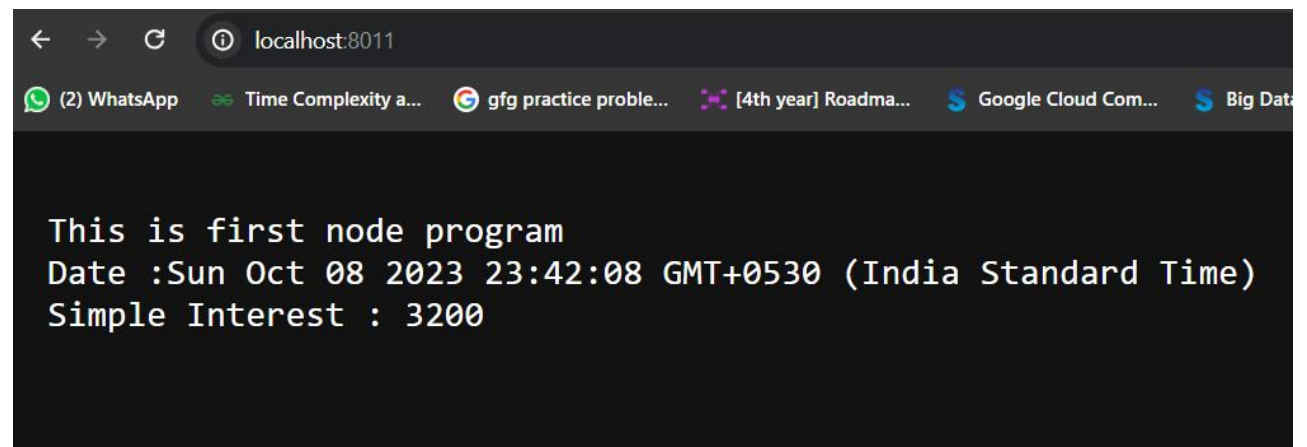 localhost:8011
(2) WhatsApp Time Complexity a... gfg practice proble... [4th year] Roadma... Google Cloud Com... Big Data
This is first node program
Date :Sun Oct 08 2023 23:42:08 GMT+0530 (India Standard Time)
Simple Interest : 3200